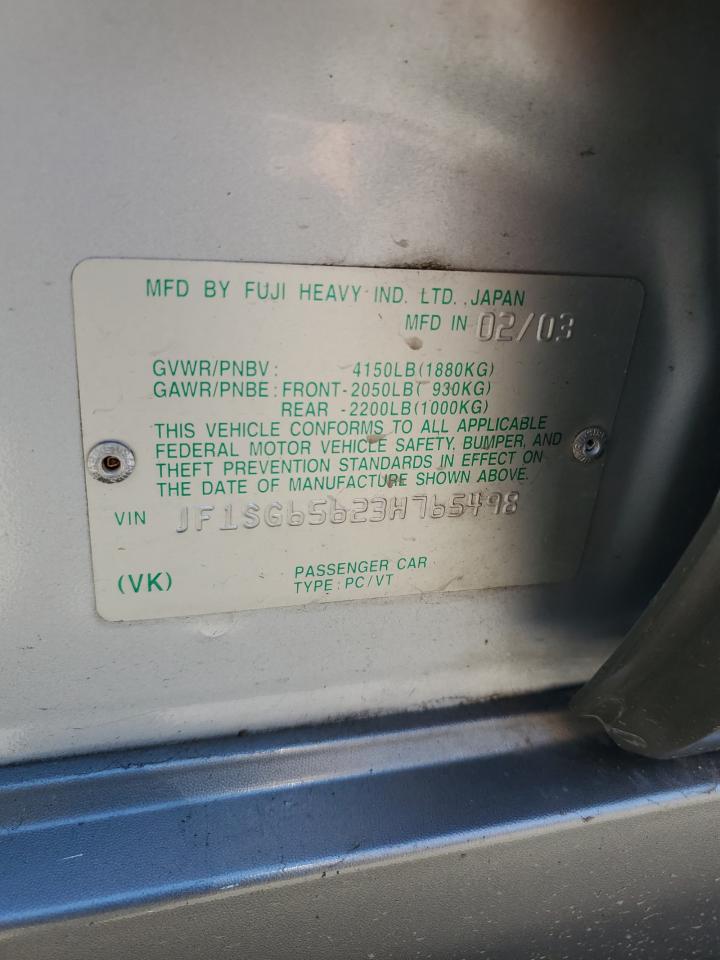 MFD BY FUJI HEAVY IND. LTD., JAPAN
MFD IN 02/03
GVWR/PNBV: 4150LB(1880KG)
GAWR/PNBE: FRONT-2050LB( 930KG)
REAR -2200LB(1000KG)
THIS VEHICLE CONFORMS TO ALL APPLICABLE
FEDERAL MOTOR VEHICLE SAFETY, BUMPER, AND
THEFT PREVENTION STANDARDS IN EFFECT ON
THE DATE OF MANUFACTURE SHOWN ABOVE.
VIN JF1SG65623H765498
(VK)
PASSENGER CAR
TYPE: PC/VT